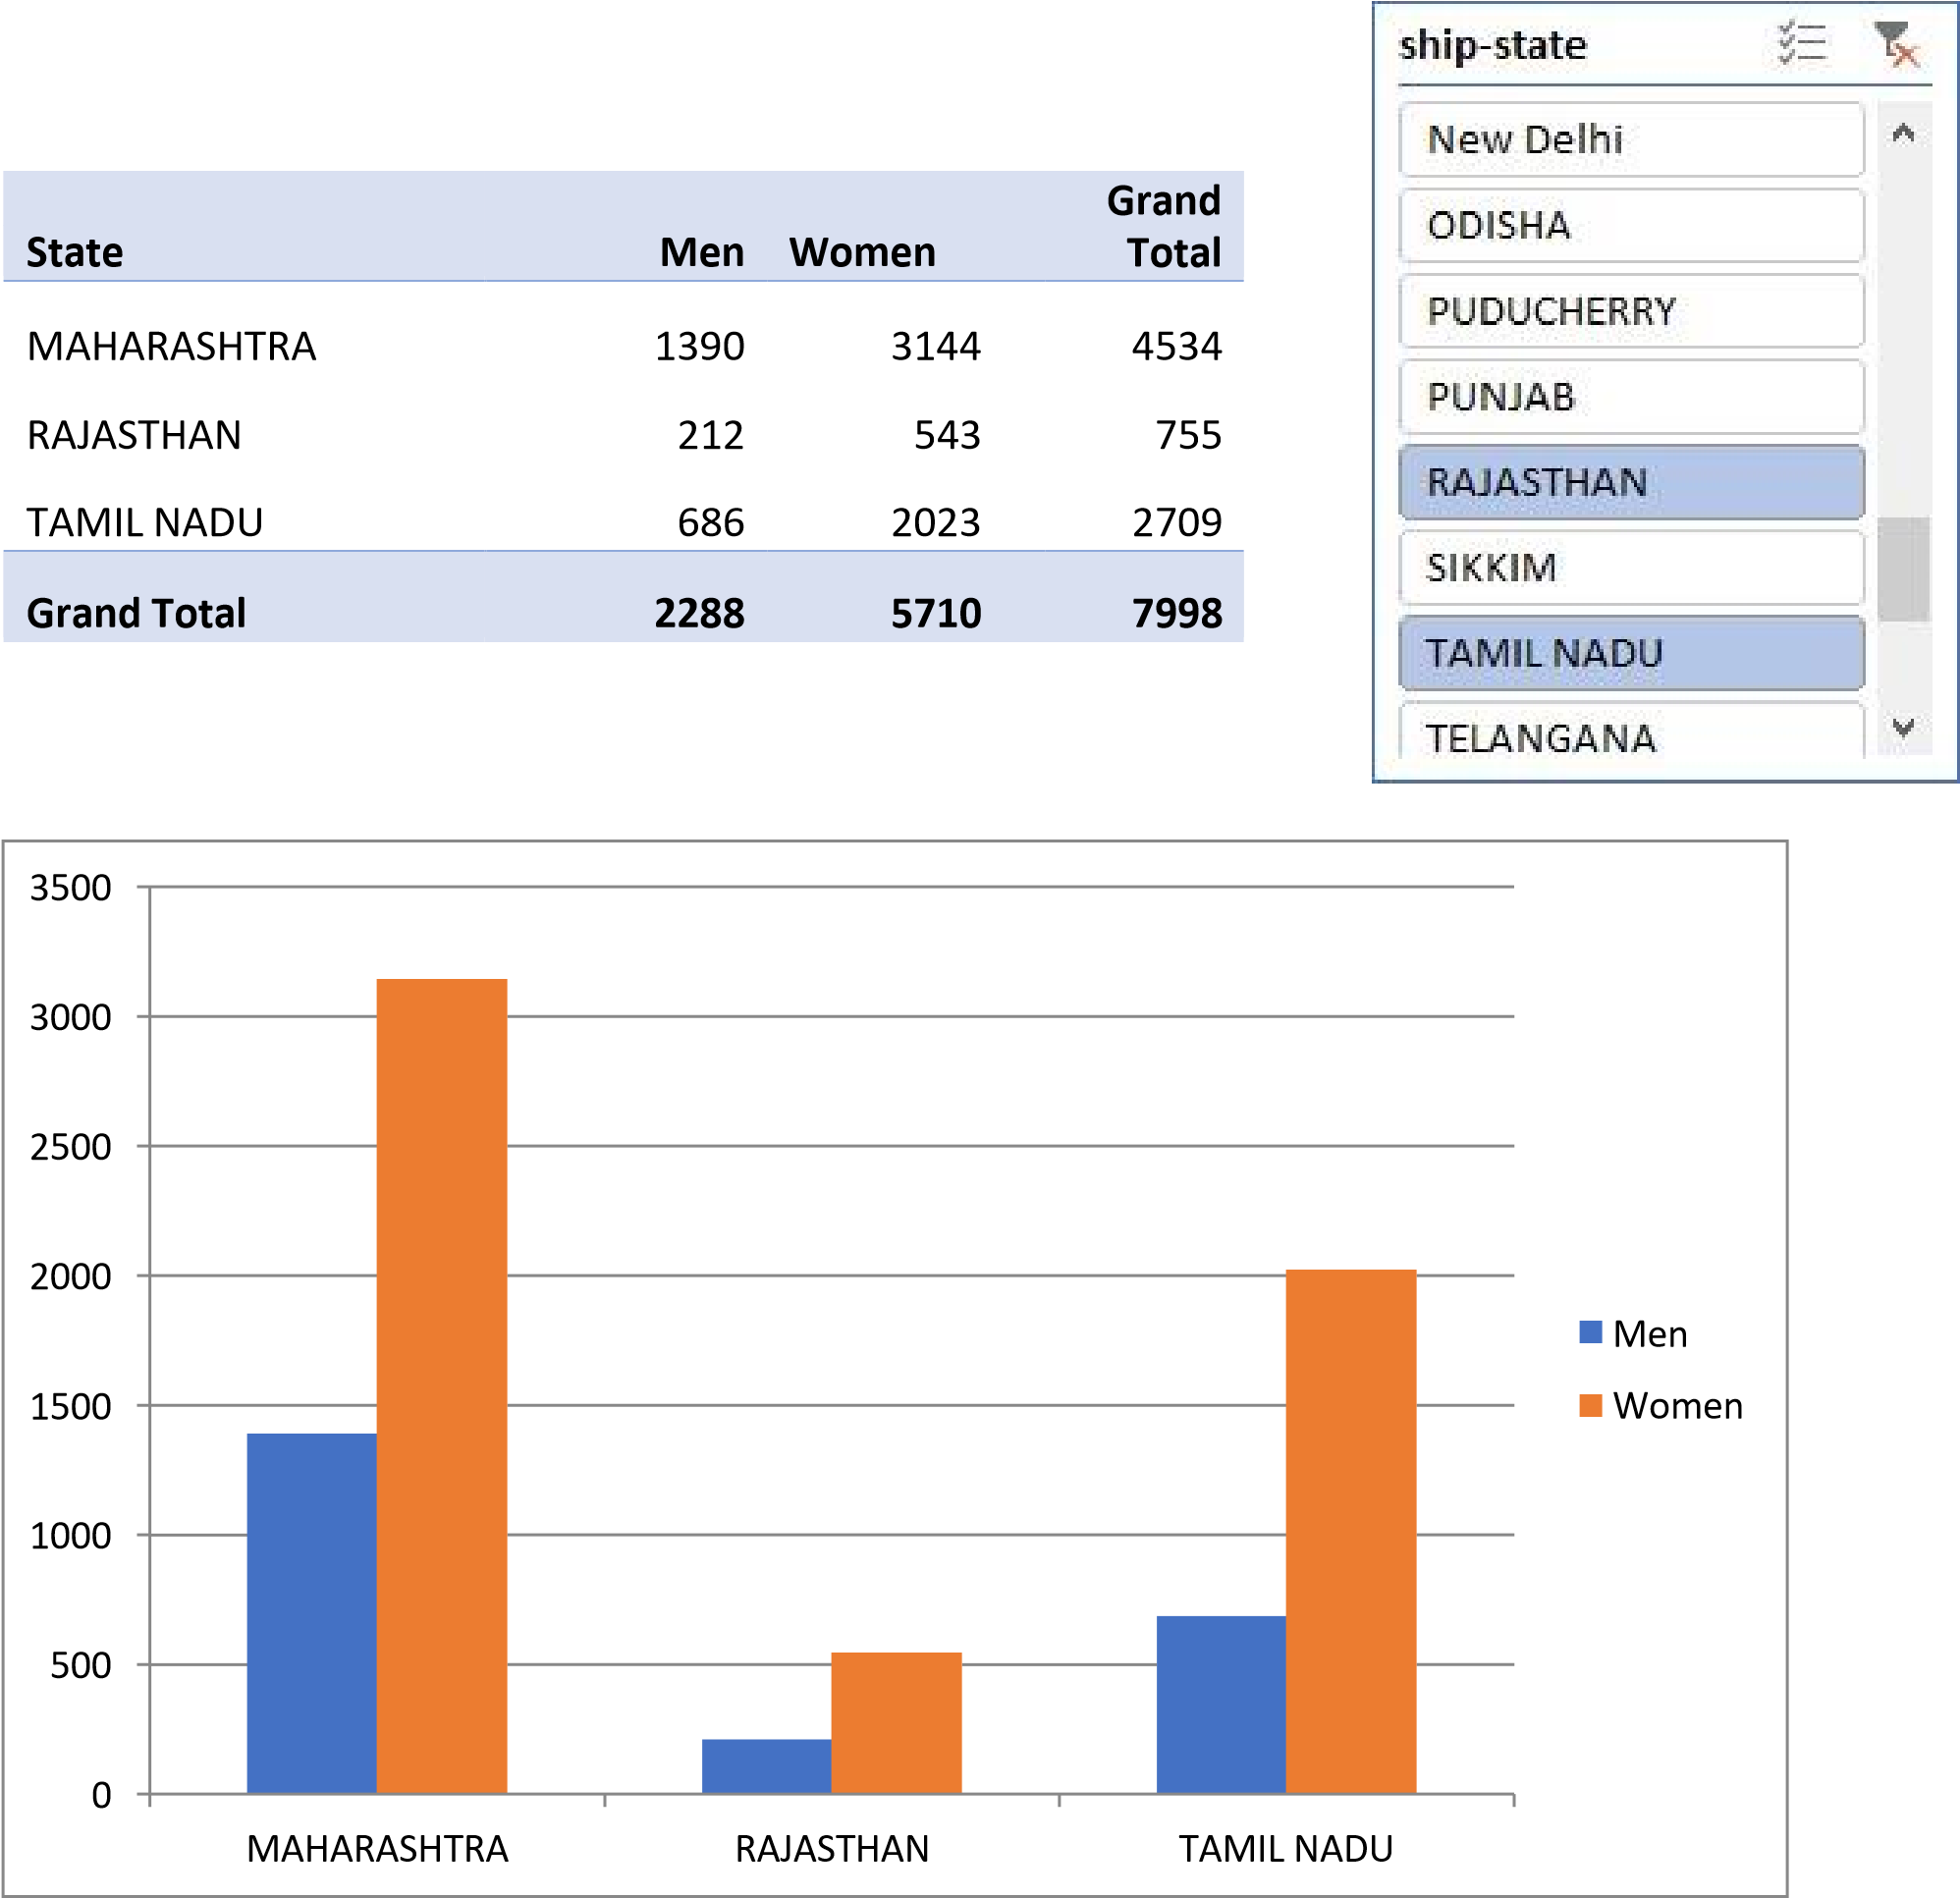 Grand
State Men Women Total
MAHARASHTRA 1390 3144 4534
RAJASTHAN 212 543 755
TAMIL NADU 686 2023 2709
Grand Total 2288 5710 7998
ship-state
New Delhi
ODISHA
PUDUCHERRY
PUNJAB
RAJASTHAN
SIKKIM
TAMIL NADU
TELANGANA
3500
3000
2500
2000
1500
1000
500
0
MAHARASHTRA RAJASTHAN TAMIL NADU
Men
Women